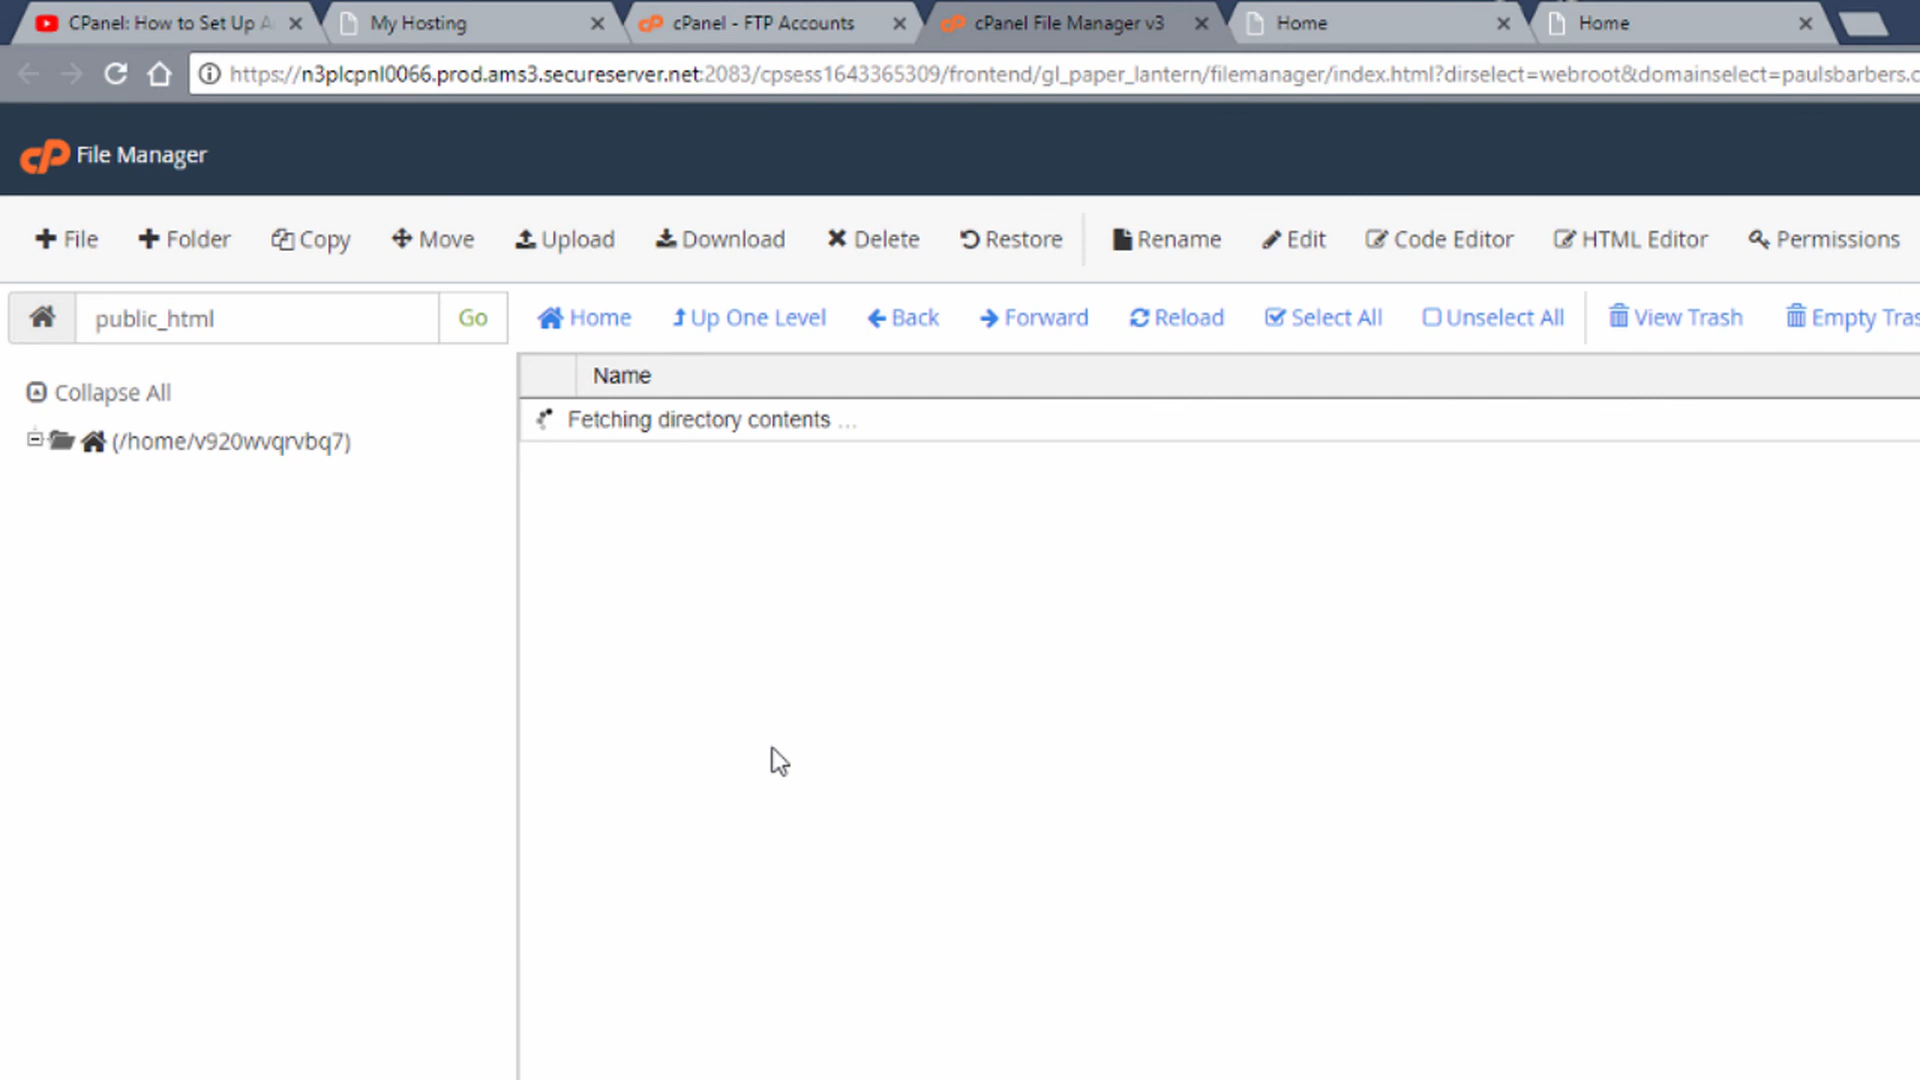 CPanel: How to Set Up A
My Hosting
cPanel - FTP Accounts
cPanel File Manager v3
Home
Home
https://n3plcpnl0066.prod.ams3.secureserver.net:2083/cpsess1643365309/frontend/gl_paper_lantern/filemanager/index.html?dirselect=webroot&domainselect=paulsbarbers.c
cP File Manager
File
Folder
Copy
Move
Upload
Download
Delete
Restore
Rename
Edit
Code Editor
HTML Editor
Permissions
public_html
Go
Home
Up One Level
Back
Forward
Reload
Select All
Unselect All
View Trash
Empty Tras
Collapse All
Name
Fetching directory contents ...
(/home/v920wvqrvbq7)